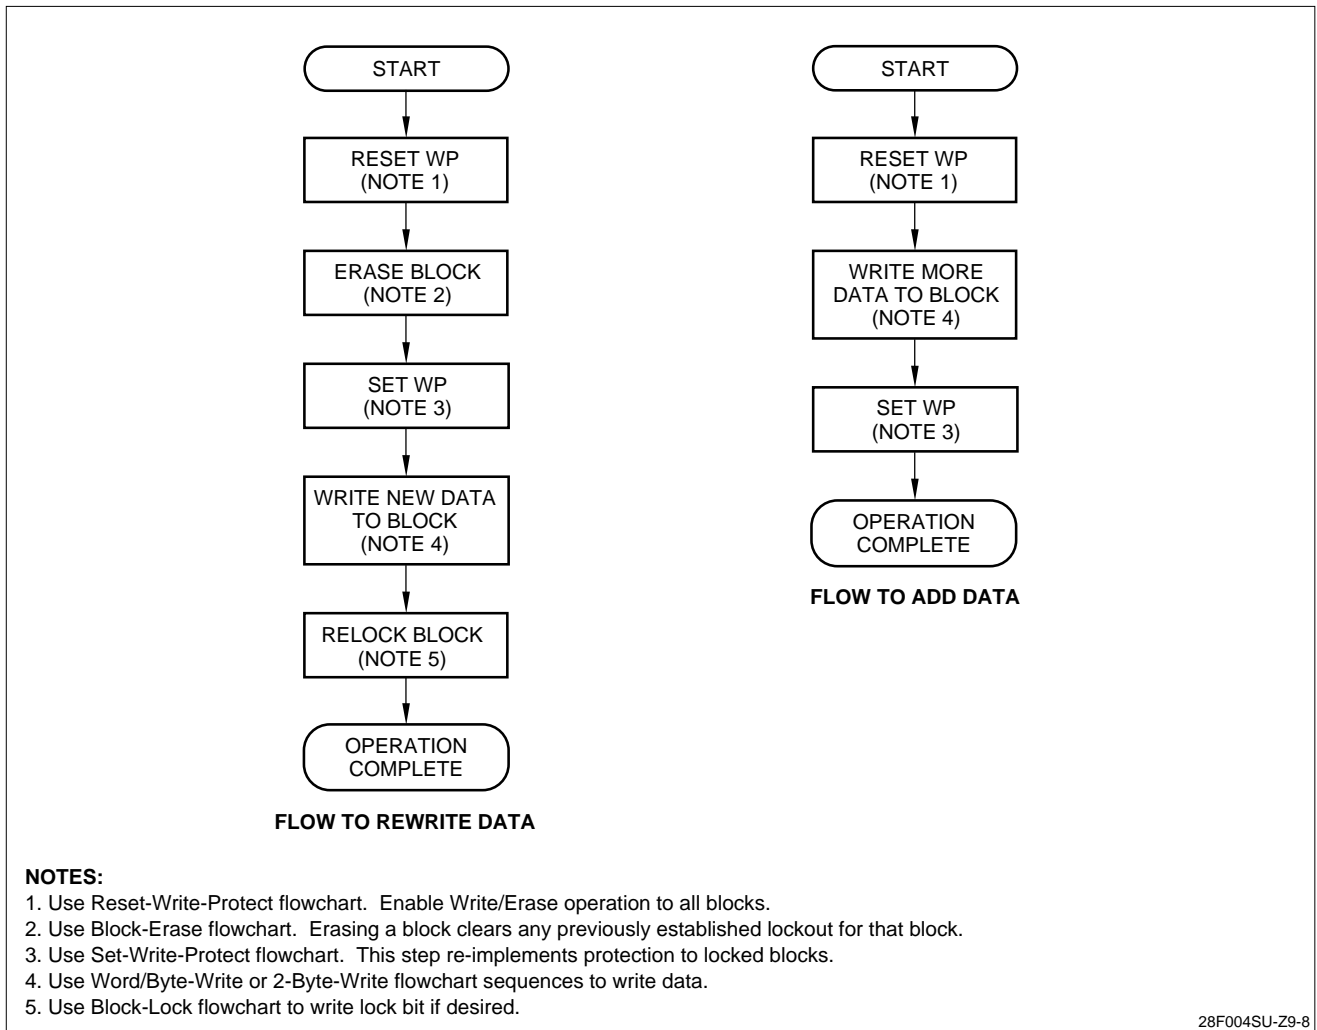 START
RESET WP
(NOTE 1)
ERASE BLOCK
(NOTE 2)
SET WP
(NOTE 3)
WRITE NEW DATA
TO BLOCK
(NOTE 4)
RELOCK BLOCK
(NOTE 5)
OPERATION
COMPLETE
FLOW TO REWRITE DATA
START
RESET WP
(NOTE 1)
WRITE MORE
DATA TO BLOCK
(NOTE 4)
SET WP
(NOTE 3)
OPERATION
COMPLETE
FLOW TO ADD DATA
NOTES:
1. Use Reset-Write-Protect flowchart. Enable Write/Erase operation to all blocks.
2. Use Block-Erase flowchart. Erasing a block clears any previously established lockout for that block.
3. Use Set-Write-Protect flowchart. This step re-implements protection to locked blocks.
4. Use Word/Byte-Write or 2-Byte-Write flowchart sequences to write data.
5. Use Block-Lock flowchart to write lock bit if desired.
28F004SU-Z9-8